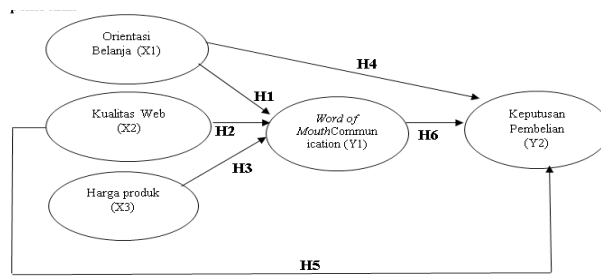 Orientasi
Belanja (X1)
H4
H1
Kualitas Web
(X2)
H2
Word of
MouthCommun
ication (Y1)
H6
Keputusan
Pembelian
(Y2)
H3
Harga produk
(X3)
H5